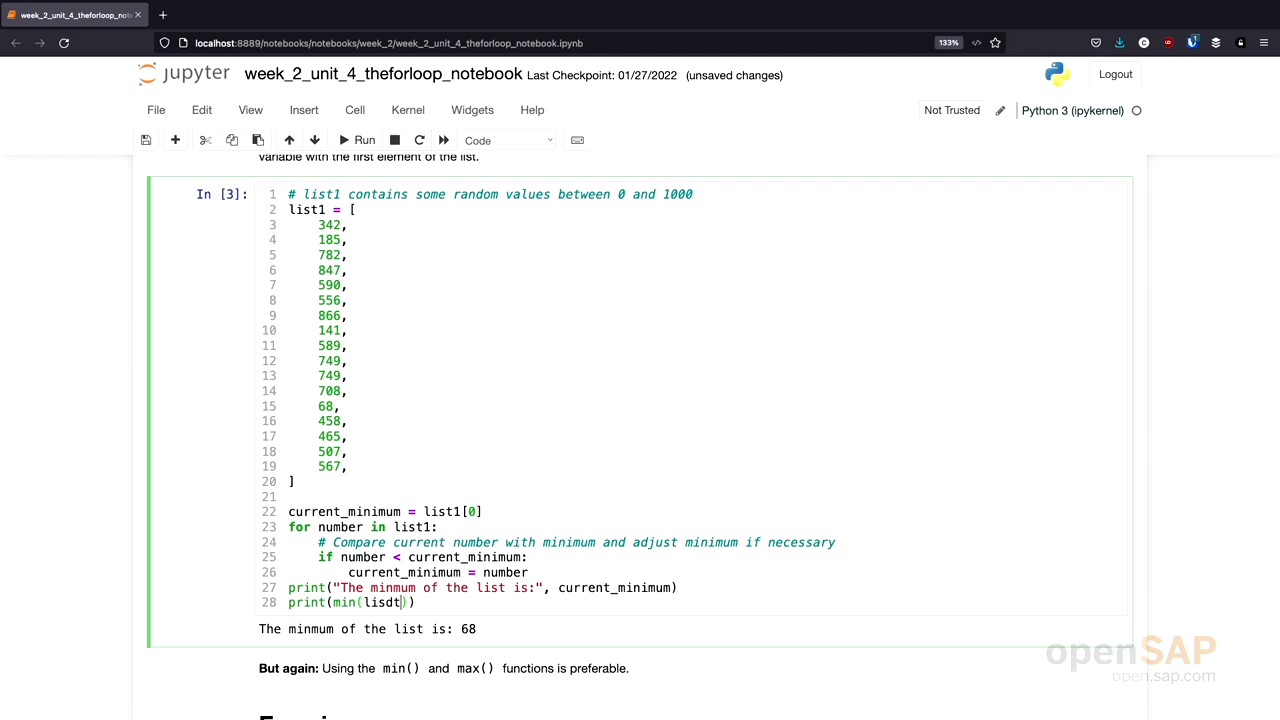 week_2_unit_4_theforloop_not
localhost:8889/notebooks/notebooks/week_2/week_2_unit_4_theforloop_notebook.ipynb
133%
jupyter week_2_unit_4_theforloop_notebook Last Checkpoint: 01/27/2022 (unsaved changes)
Logout
File Edit View Insert Cell Kernel Widgets Help
Not Trusted
Python 3 (ipykernel)
Run
Code
variable with the first element of the list.
In [3]:
1 # list1 contains some random values between 0 and 1000
2 list1 = [
3 342,
4 185,
5 782,
6 847,
7 590,
8 556,
9 866,
10 141,
11 589,
12 749,
13 749,
14 708,
15 68,
16 458,
17 465,
18 507,
19 567,
20 ]
21
22 current_minimum = list1[0]
23 for number in list1:
24 # Compare current number with minimum and adjust minimum if necessary
25 if number < current_minimum:
26 current_minimum = number
27 print("The minmum of the list is:", current_minimum)
28 print(min(lisdt))
The minmum of the list is: 68
But again: Using the min() and max() functions is preferable.
openSAP
open.sap.com